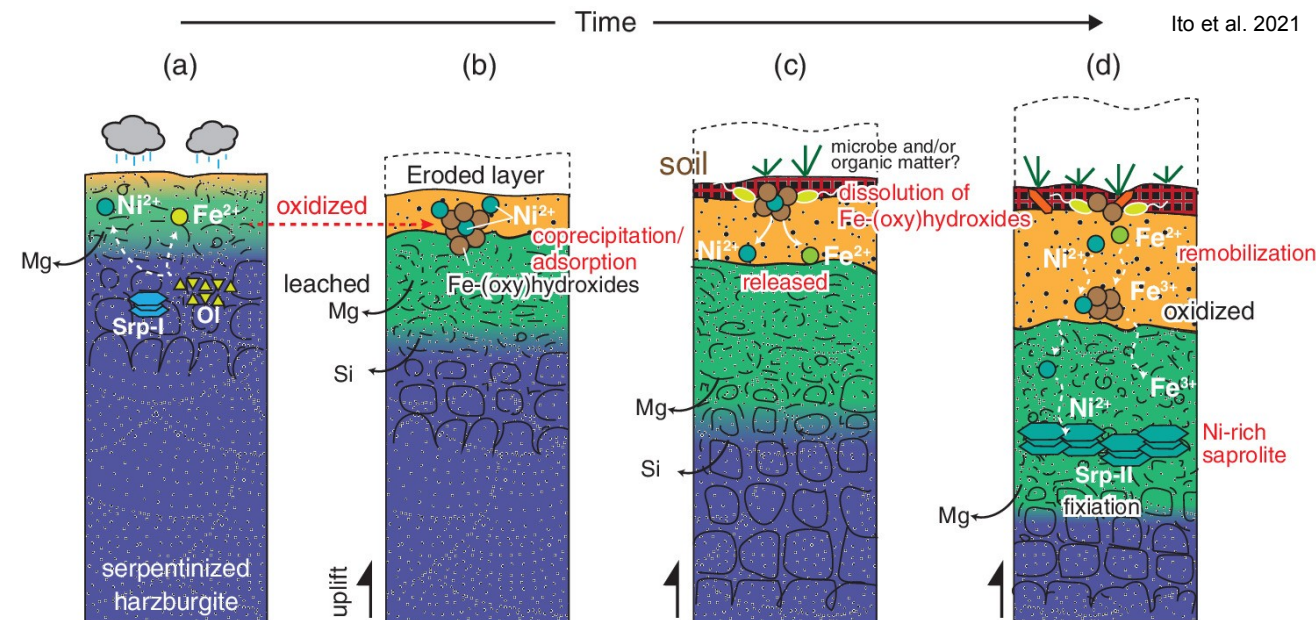 Time
Ito et al. 2021
(a)
(b)
(c)
(d)
Ni2+
Fe2+
Mg
Srp-I
Ol
serpentinized
harzburgite
oxidized
Eroded layer
Ni2+
coprecipitation/
adsorption
Fe-(oxy)hydroxides
leached
Mg
Si
uplift
soil
microbe and/or
organic matter?
dissolution of
Fe-(oxy)hydroxides
Ni2+
Fe2+
released
Mg
Si
Fe2+
Ni2+
remobilization
Fe3+
oxidized
Fe3+
Ni2+
Ni-rich
saprolite
Srp-II
fixiation
Mg